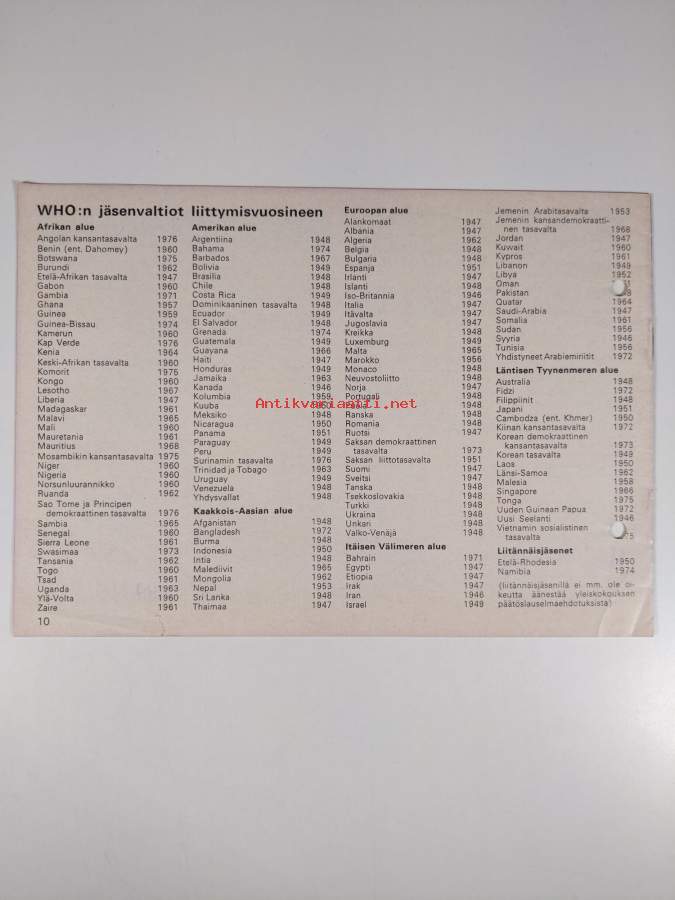 WHO:n jäsenvaltiot liittymisvuosineen
Afrikan alue
Angolan kansantasavalta 1976
Benin (ent. Dahomey) 1960
Botswana 1975
Burundi 1962
Etelä-Afrikan tasavalta 1947
Gabon 1960
Gambia 1971
Ghana 1957
Guinea 1959
Guinea-Bissau 1974
Kamerun 1960
Kap Verde 1976
Kenia 1964
Keski-Afrikan tasavalta 1960
Komorit 1975
Kongo 1960
Lesotho 1967
Liberia 1947
Madagaskar 1961
Malavi 1965
Mali 1960
Mauretania 1961
Mauritius 1968
Mosambikin kansantasavalta 1975
Niger 1960
Nigeria 1960
Norsunluurannikko 1960
Ruanda 1962
Sao Tome ja Principen
demokraattinen tasavalta 1976
Sambia 1965
Senegal 1960
Sierra Leone 1961
Swasimaa 1973
Tansania 1962
Togo 1960
Tsad 1961
Uganda 1963
Ylä-Volta 1960
Zaire 1961
10
Amerikan alue
Argentiina 1948
Bahama 1974
Barbados 1967
Bolivia 1949
Brasilia 1948
Chile 1948
Costa Rica 1949
Dominikaaninen tasavalta 1948
Ecuador 1949
El Salvador 1948
Grenada 1974
Guatemala 1949
Guayana 1966
Haiti 1947
Honduras 1949
Jamaika 1963
Kanada 1946
Kolumbia 1959
Kuuba 1950
Meksiko 1948
Nicaragua 1950
Panama 1951
Paraguay 1949
Peru 1949
Surinamin tasavalta 1976
Trinidad ja Tobago 1963
Uruguay 1949
Venezuela 1948
Yhdysvallat 1948
Kaakkois-Aasian alue
Afganistan 1948
Bangladesh 1972
Burma 1948
Indonesia 1950
Intia 1948
Malediivit 1965
Mongolia 1962
Nepal 1953
Sri Lanka 1948
Thaimaa 1947
Euroopan alue
Alankomaat 1947
Albania 1947
Algeria 1962
Belgia 1948
Bulgaria 1948
Espanja 1951
Irlanti 1947
Islanti 1948
Iso-Britannia 1946
Italia 1947
Itävalta 1947
Jugoslavia 1947
Kreikka 1948
Luxemburg 1949
Malta 1965
Marokko 1956
Monaco 1948
Neuvostoliitto 1948
Norja 1947
Portugali 1948
Puola 1948
Ranska 1948
Romania 1948
Ruotsi 1947
Saksan demokraattinen
tasavalta 1973
Saksan liittotasavalta 1951
Suomi 1947
Sveitsi 1947
Tanska 1948
Tsekkoslovakia 1948
Turkki 1948
Ukraina 1948
Unkari 1948
Valko-Venäjä 1948
Itäisen Välimeren alue
Bahrain 1971
Egypti 1947
Etiopia 1947
Irak 1947
Iran 1946
Israel 1949
Jemenin Arabitasavalta 1953
Jemenin kansandemokraatti-
nen tasavalta 1968
Jordan 1947
Kuwait 1960
Kypros 1961
Libanon 1949
Libya 1952
Oman
Pakistan
Quatar 1964
Saudi-Arabia 1947
Somalia 1961
Sudan 1956
Syyria 1946
Tunisia 1956
Yhdistyneet Arabiemiriitit 1972
Läntisen Tyynenmeren alue
Australia 1948
Fidzi 1972
Filippiinit 1948
Japani 1951
Cambodza (ent. Khmer) 1950
Kiinan kansantasavalta 1972
Korean demokraattinen
kansantasavalta 1973
Korean tasavalta 1949
Laos 1950
Länsi-Samoa 1962
Malesia 1958
Singapore 1966
Tonga 1975
Uuden Guinean Papua 1972
Uusi Seelanti 1946
Vietnamin sosialistinen
tasavalta
Liitännäisjäsenet
Etelä-Rhodesia 1950
Namibia 1974
(liitännäisjäsenillä ei mm. ole oi-
keutta äänestää yleiskokouksen
päätöslauselmaehdotuksista)
Antikvariantti.net